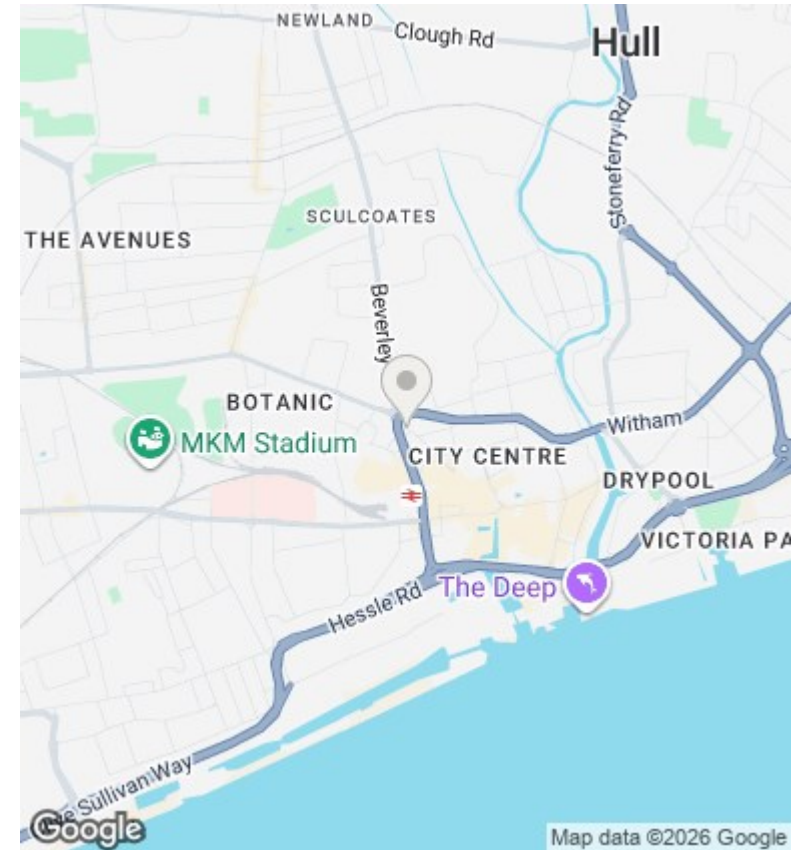 NEWLAND
Clough Rd
Hull
Stoneferry Rd
SCULCOATES
THE AVENUES
Beverley
BOTANIC
MKM Stadium
Witham
CITY CENTRE
DRYPOOL
VICTORIA PA
The Deep
Hessle Rd
Sullivan Way
Google
Map data ©2026 Google